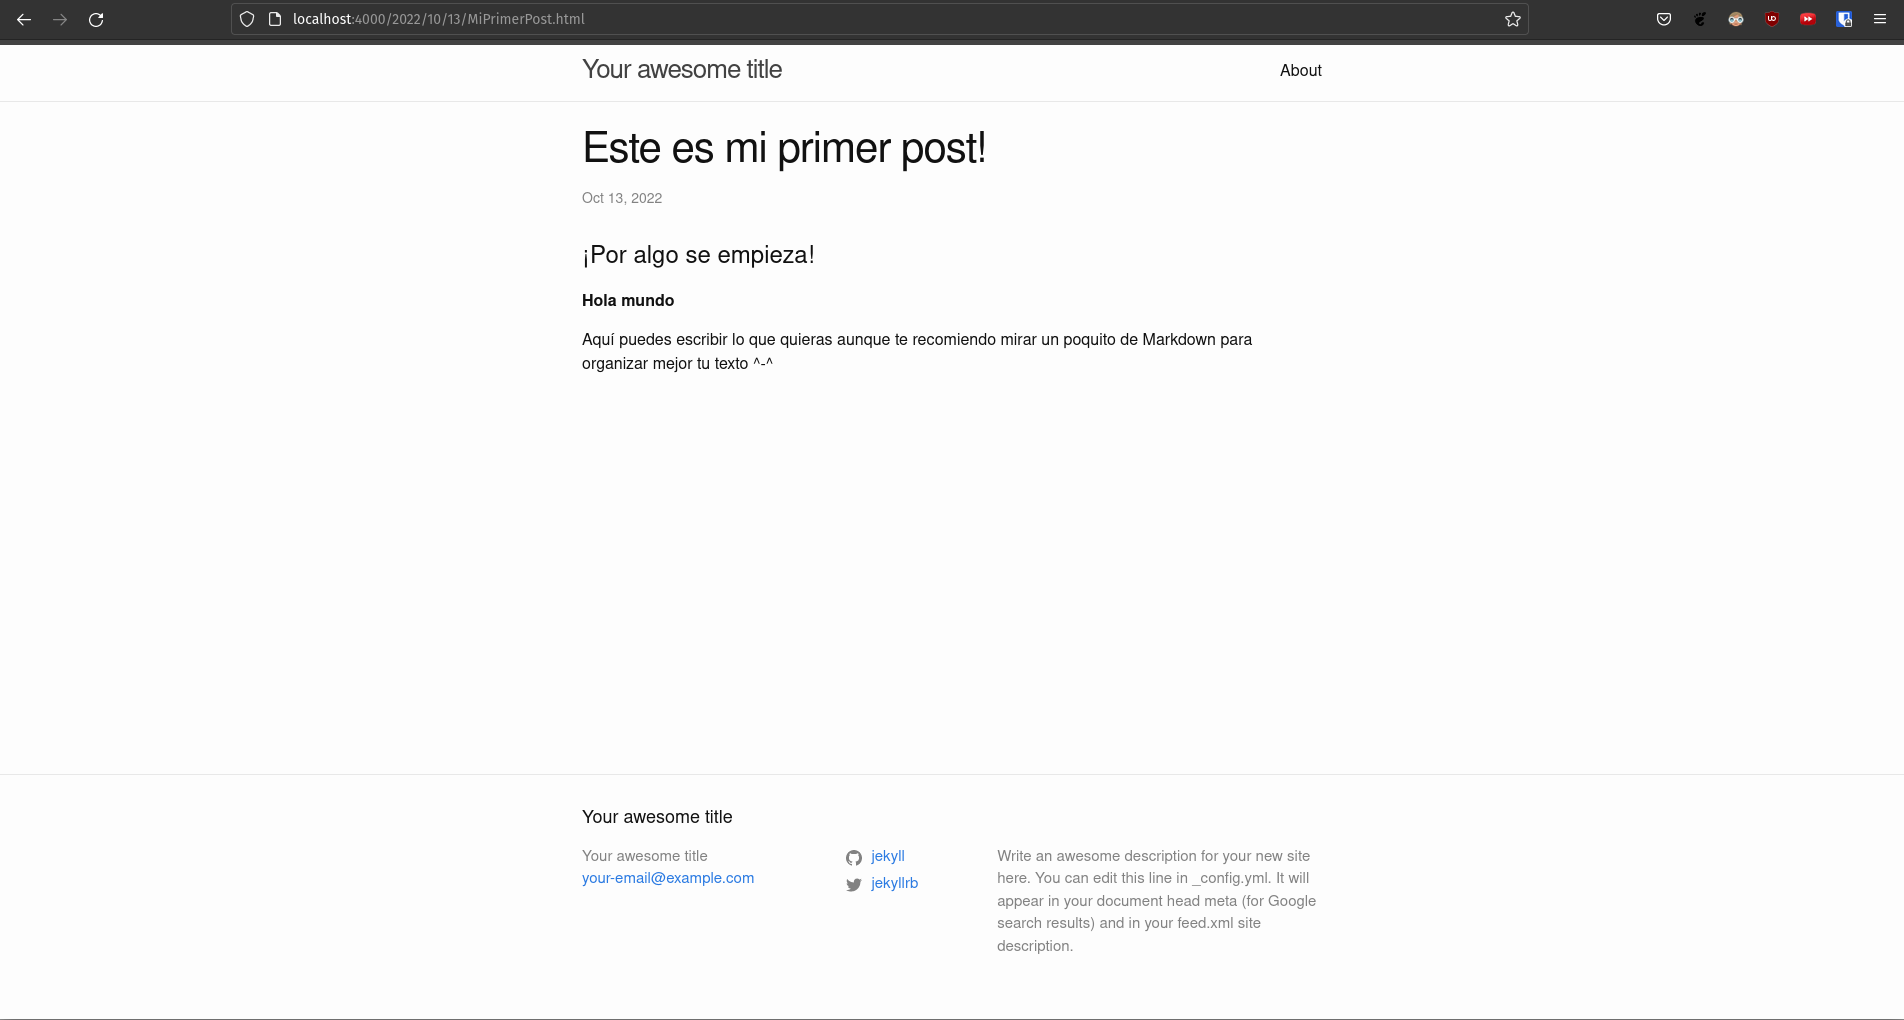 localhost:4000/2022/10/13/MiPrimerPost.html
Your awesome title
About
Este es mi primer post!
Oct 13, 2022
¡Por algo se empieza!
Hola mundo
Aquí puedes escribir lo que quieras aunque te recomiendo mirar un poquito de Markdown para
organizar mejor tu texto ^-^
Your awesome title
Your awesome title
your-email@example.com
jekyll
jekyllrb
Write an awesome description for your new site
here. You can edit this line in _config.yml. It will
appear in your document head meta (for Google
search results) and in your feed.xml site
description.